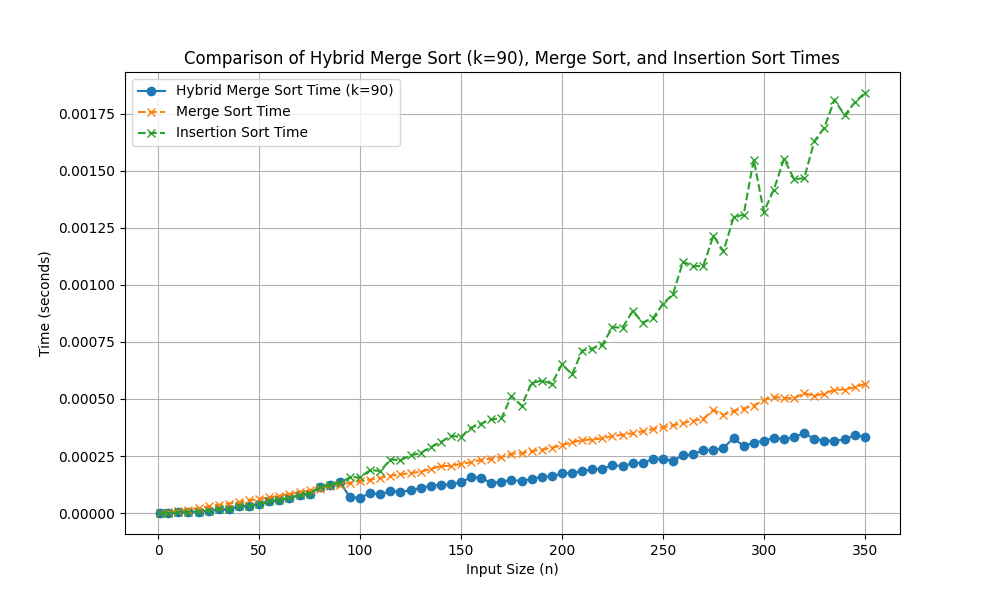 Comparison of Hybrid Merge Sort (k=90), Merge Sort, and Insertion Sort Times
Hybrid Merge Sort Time (k=90)
Merge Sort Time
Insertion Sort Time
Time (seconds)
0.00175
0.00150
0.00125
0.00100
0.00075
0.00050
0.00025
0.00000
0 50 100 150 200 250 300 350
Input Size (n)